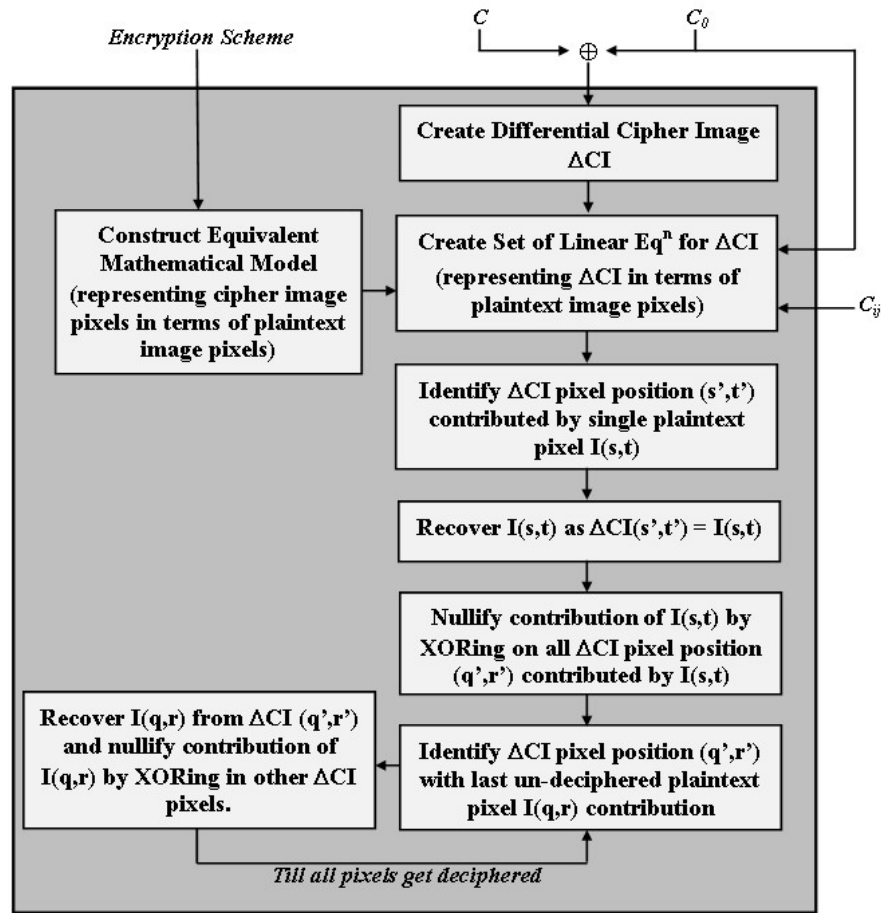 Encryption Scheme
C
C0
⊕
Create Differential Cipher Image
ΔCI
Construct Equivalent
Mathematical Model
(representing cipher image
pixels in terms of plaintext
image pixels)
Create Set of Linear Eqⁿ for ΔCI
(representing ΔCI in terms of
plaintext image pixels)
Cij
Identify ΔCI pixel position (s’,t’)
contributed by single plaintext
pixel I(s,t)
Recover I(s,t) as ΔCI(s’,t’) = I(s,t)
Nullify contribution of I(s,t) by
XORing on all ΔCI pixel position
(q’,r’) contributed by I(s,t)
Recover I(q,r) from ΔCI (q’,r’)
and nullify contribution of
I(q,r) by XORing in other ΔCI
pixels.
Identify ΔCI pixel position (q’,r’)
with last un-deciphered plaintext
pixel I(q,r) contribution
Till all pixels get deciphered